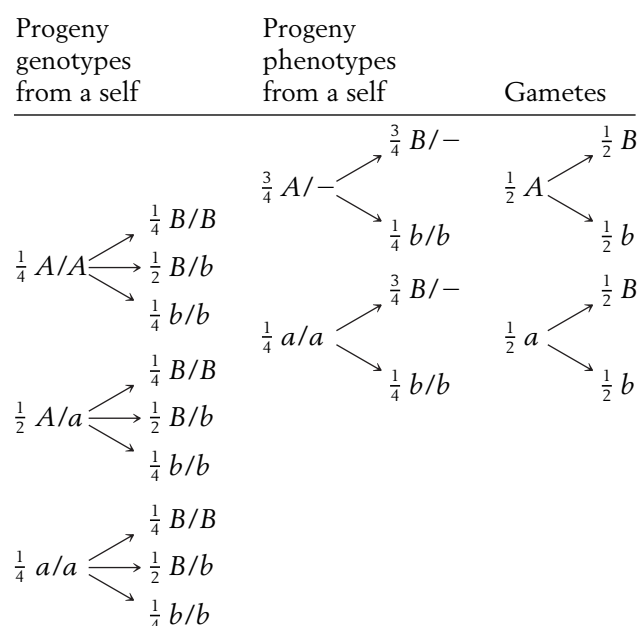 Progeny genotypes from a self
Progeny phenotypes from a self
Gametes
1/4 A/A
1/4 B/B
1/2 B/b
1/4 b/b
1/2 A/a
1/4 B/B
1/2 B/b
1/4 b/b
1/4 a/a
1/4 B/B
1/2 B/b
1/4 b/b
3/4 A/−
3/4 B/−
1/4 b/b
1/4 a/a
3/4 B/−
1/4 b/b
1/2 A
1/2 B
1/2 b
1/2 a
1/2 B
1/2 b